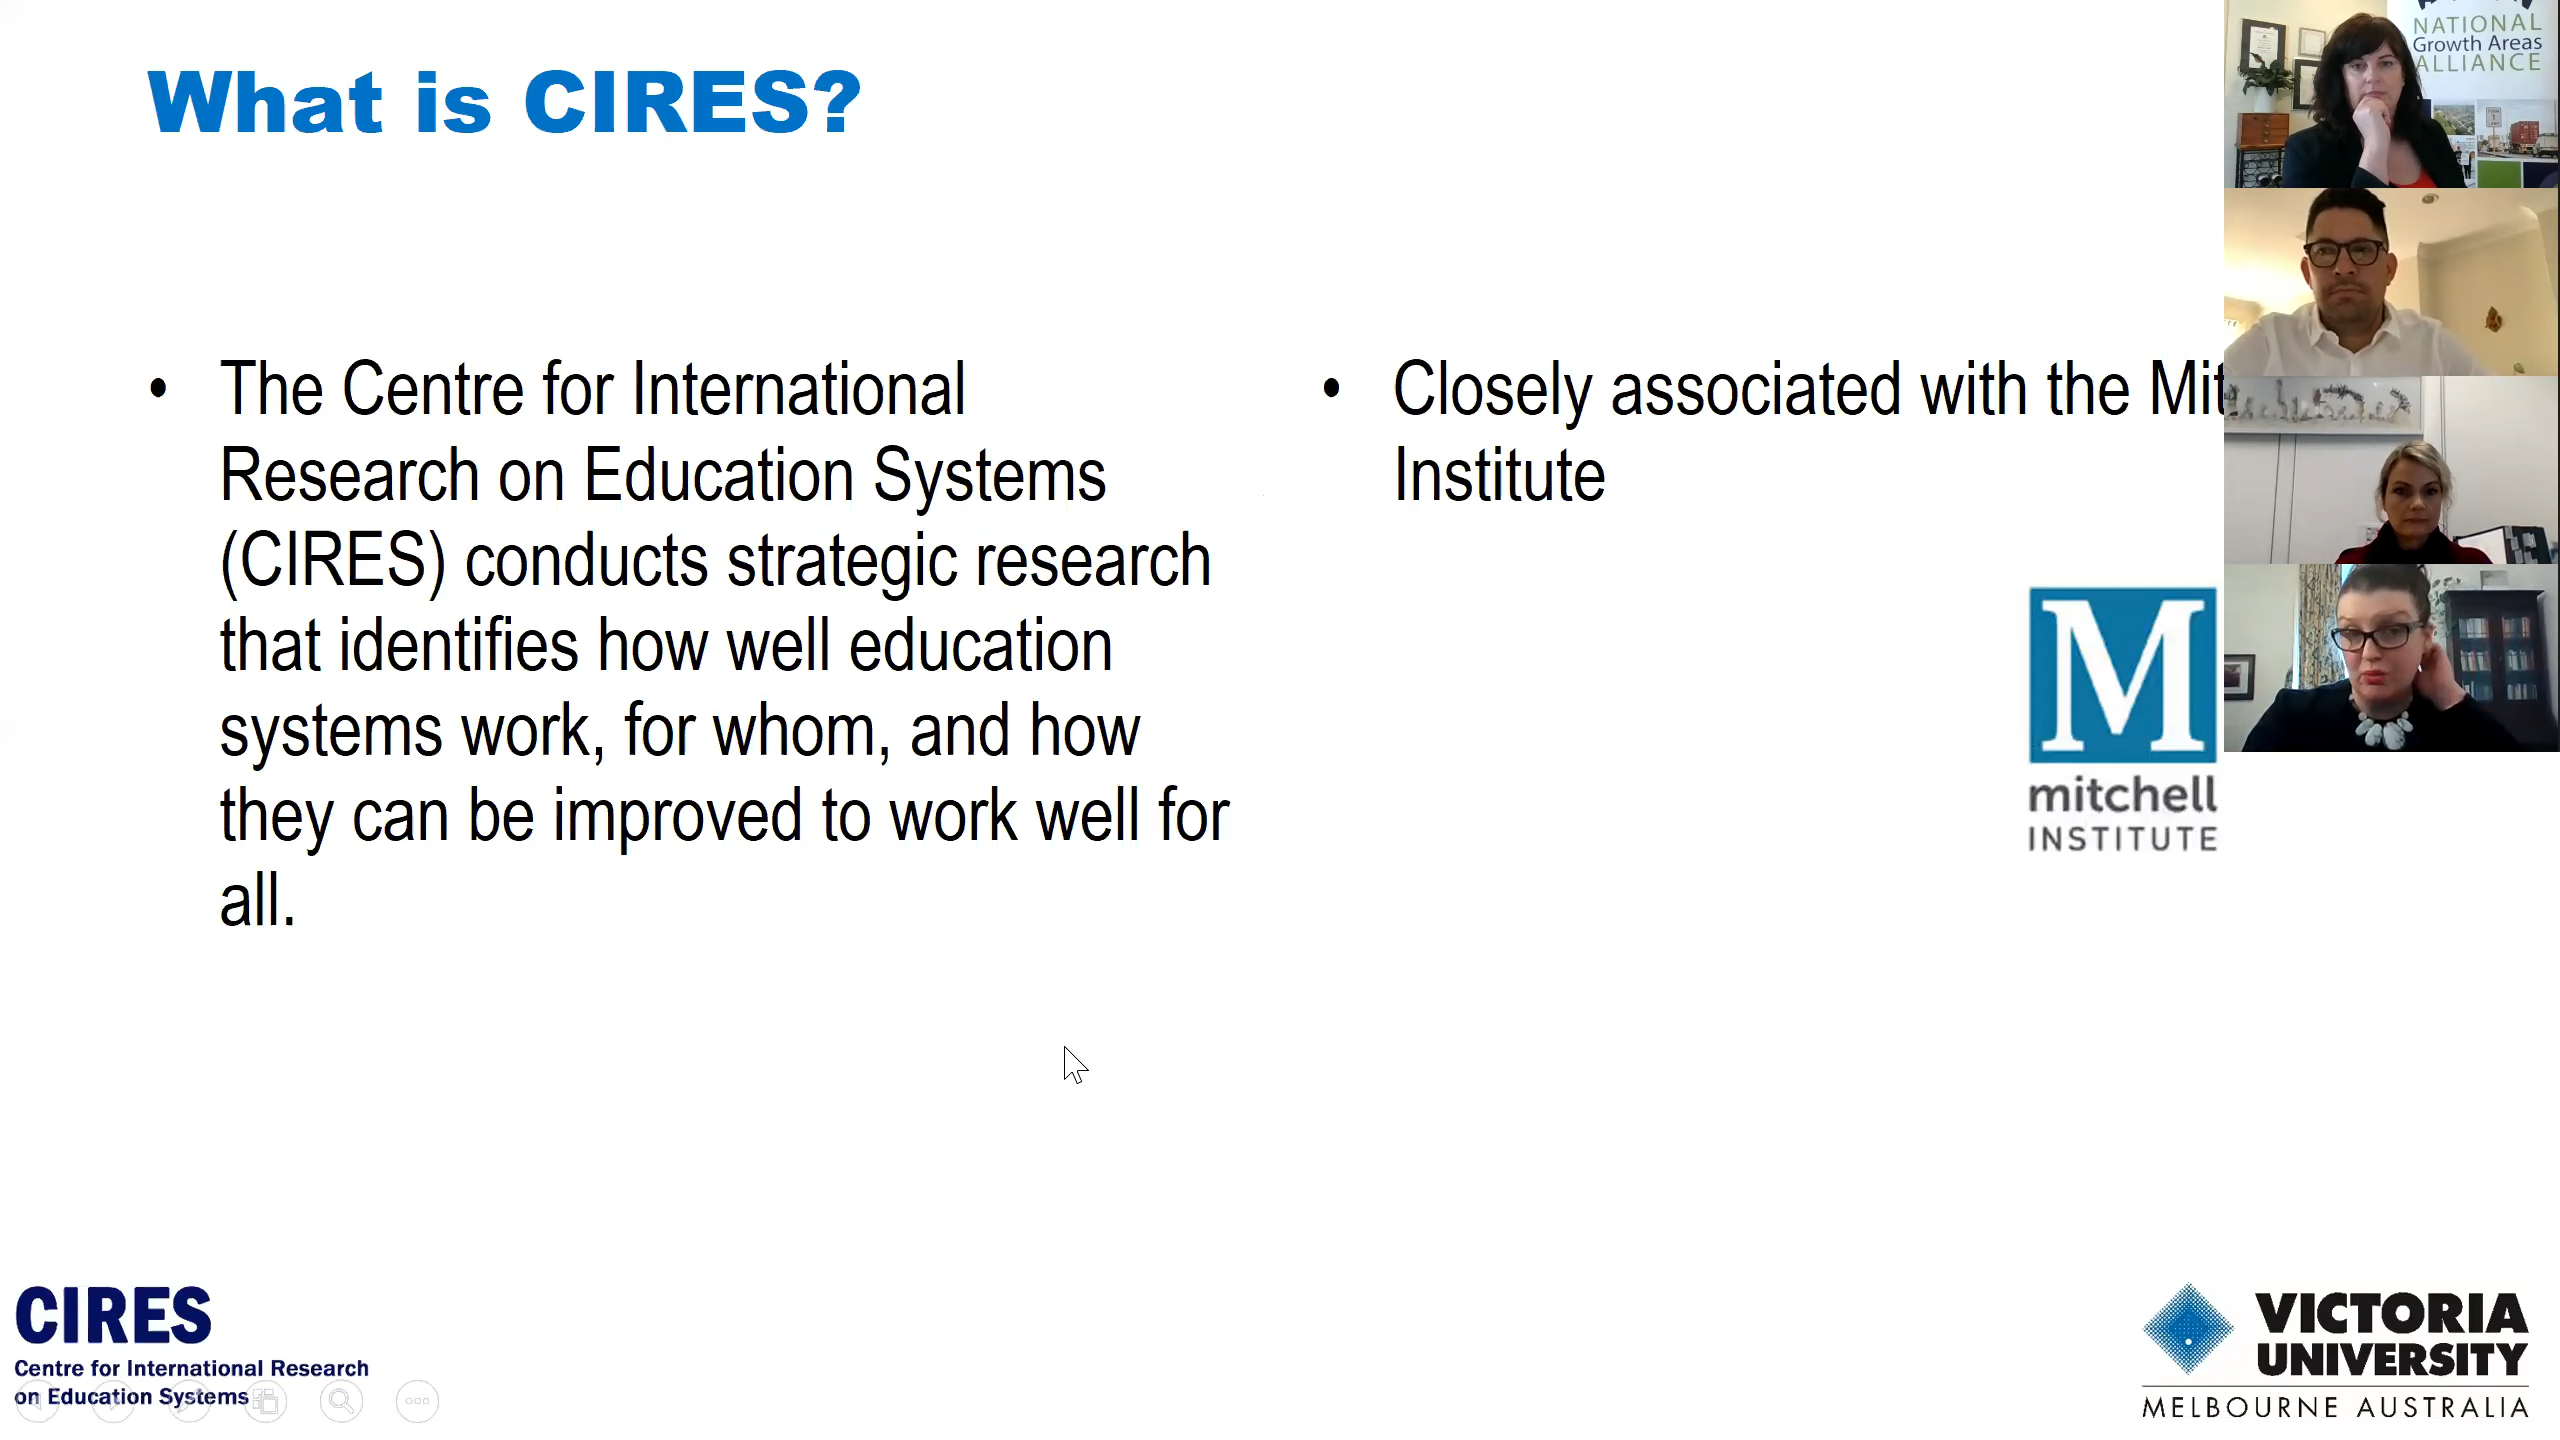 What is CIRES?
• The Centre for International
Research on Education Systems
(CIRES) conducts strategic research
that identifies how well education
systems work, for whom, and how
they can be improved to work well for
all.
• Closely associated with the Mit
Institute
M
mitchell
INSTITUTE
NATIONAL
Growth Areas
ALLIANCE
CIRES
Centre for International Research
on Education Systems
VICTORIA
UNIVERSITY
MELBOURNE AUSTRALIA